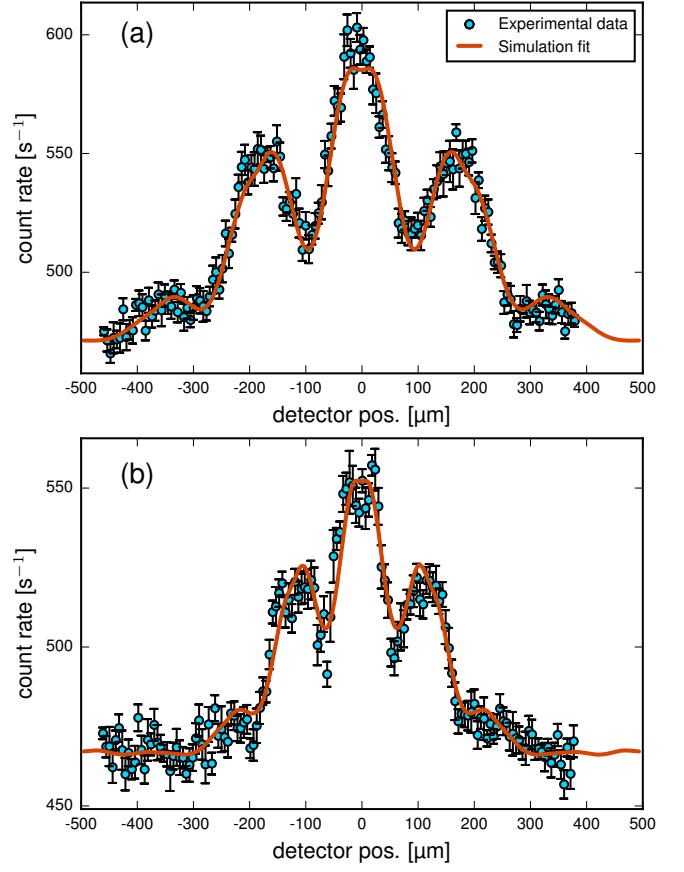 (a)
Experimental data
Simulation fit
600
550
500
count rate [s⁻¹]
-500 -400 -300 -200 -100 0 100 200 300 400 500
detector pos. [µm]
(b)
550
500
450
count rate [s⁻¹]
-500 -400 -300 -200 -100 0 100 200 300 400 500
detector pos. [µm]